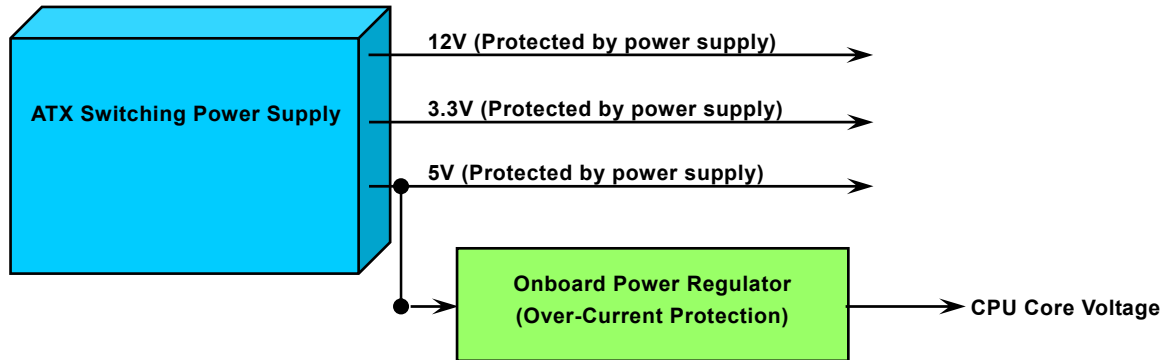 12V (Protected by power supply)
ATX Switching Power Supply
3.3V (Protected by power supply)
5V (Protected by power supply)
Onboard Power Regulator
(Over-Current Protection)
CPU Core Voltage